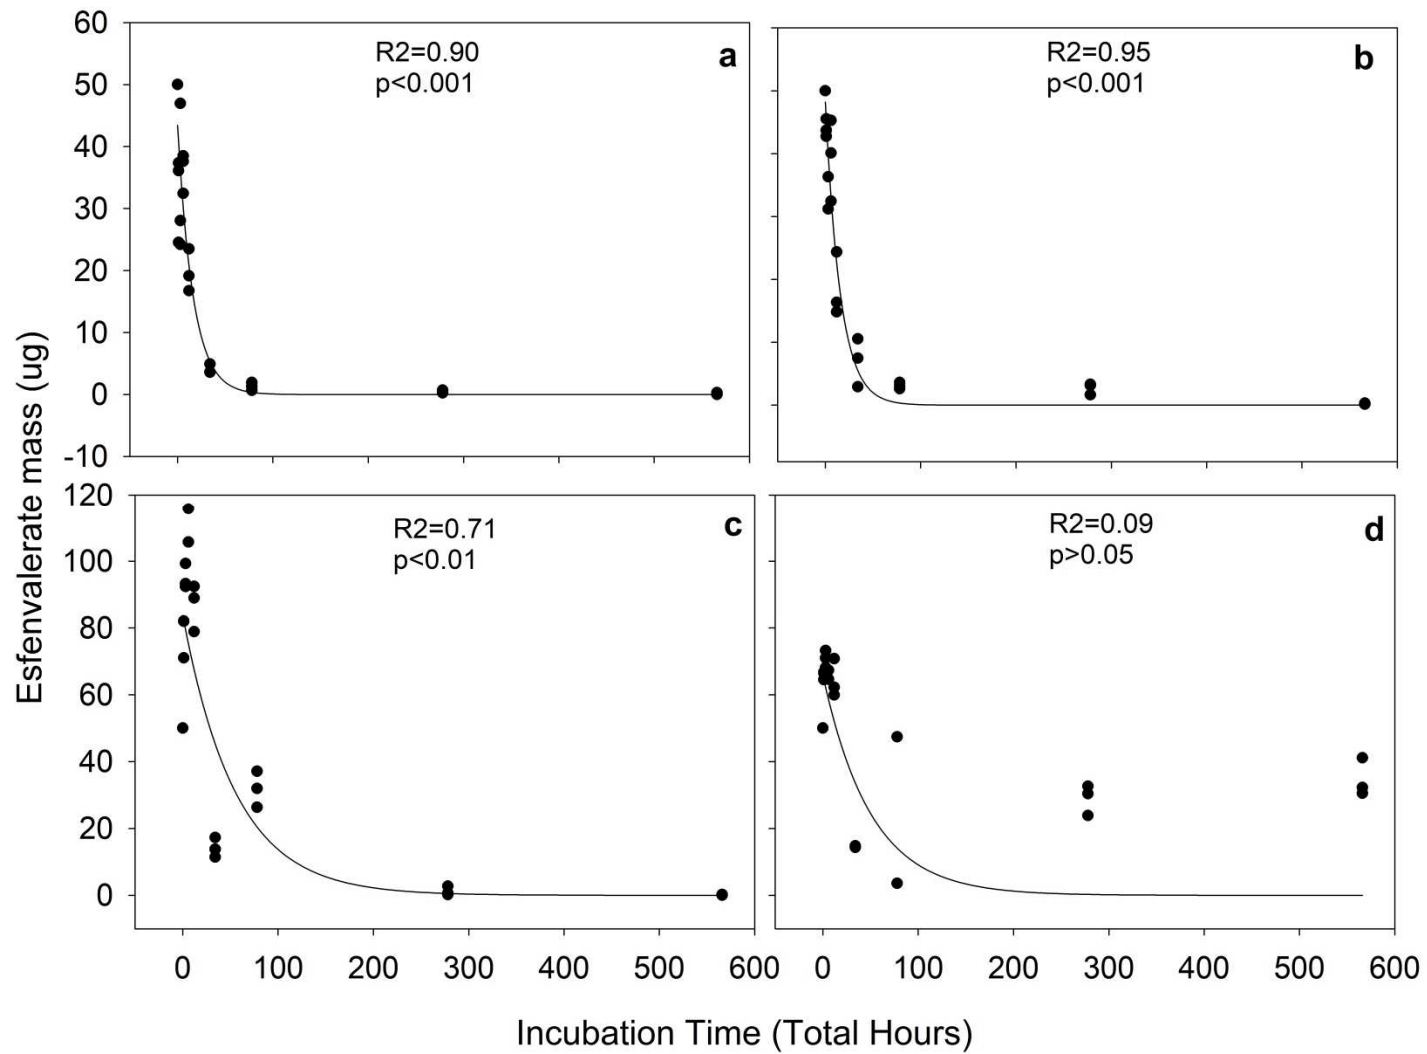 60
50
40
30
20
10
0
-10
R2=0.90
p<0.001
a
R2=0.95
p<0.001
b
Esfenvalerate mass (ug)
120
100
80
60
40
20
0
R2=0.71
p<0.01
c
R2=0.09
p>0.05
d
0 100 200 300 400 500 600
0 100 200 300 400 500 600
Incubation Time (Total Hours)